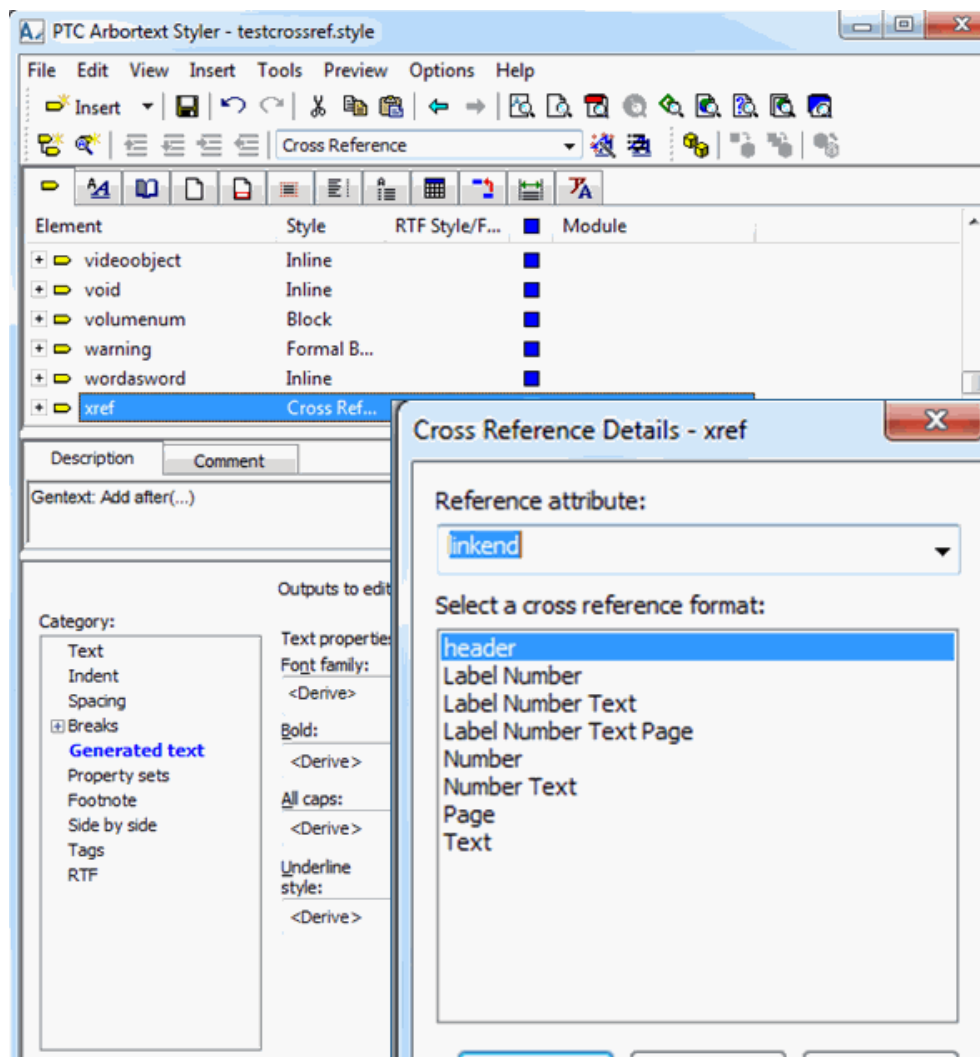 PTC Arbortext Styler - testcrossref.style
File Edit View Insert Tools Preview Options Help
Insert
Cross Reference
Element Style RTF Style/F... Module
videoobject Inline
void Inline
volumenum Block
warning Formal B...
wordasword Inline
xref Cross Ref...
Description Comment
Gentext: Add after(...)
Outputs to edit
Category:
Text
Indent
Spacing
Breaks
Generated text
Property sets
Footnote
Side by side
Tags
RTF
Text properties
Font family:
<Derive>
Bold:
<Derive>
All caps:
<Derive>
Underline
style:
<Derive>
Cross Reference Details - xref
Reference attribute:
linkend
Select a cross reference format:
header
Label Number
Label Number Text
Label Number Text Page
Number
Number Text
Page
Text